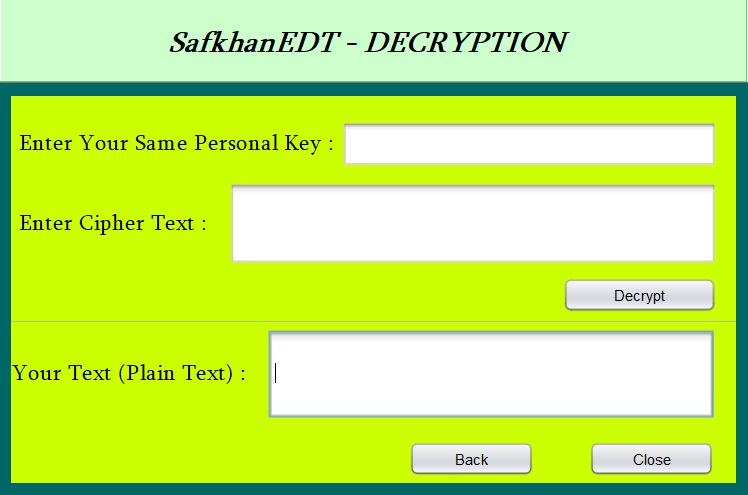 SafkhanEDT - DECRYPTION
Enter Your Same Personal Key :
Enter Cipher Text :
Decrypt
Your Text (Plain Text) :
Back
Close